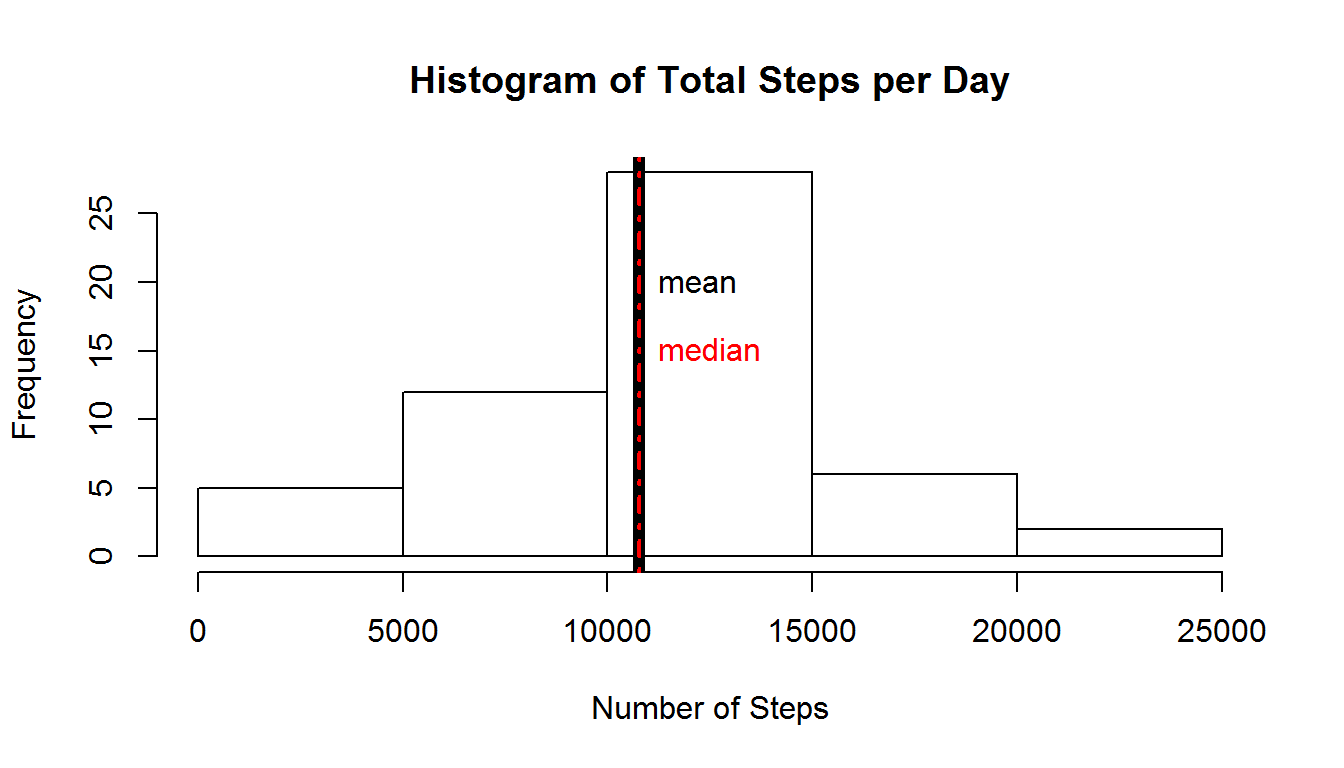 Histogram of Total Steps per Day
25
20
15
10
5
0
Frequency
mean
median
0 5000 10000 15000 20000 25000
Number of Steps